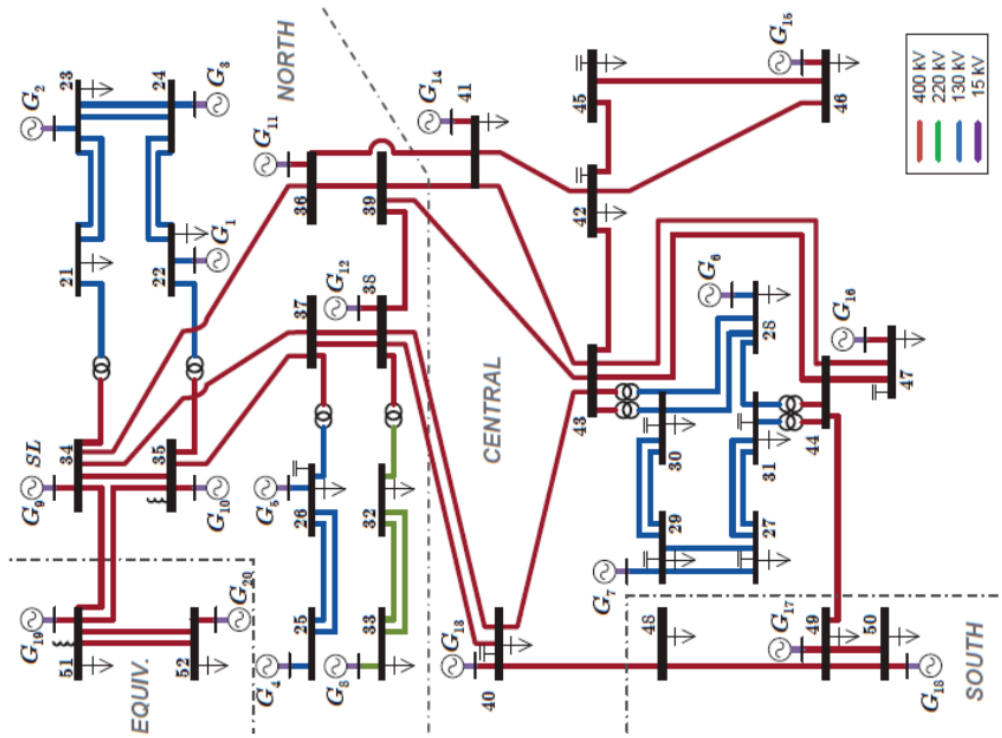 G2
23
24
G3
21
22
G1
NORTH
G11
36
39
G14
41
G15
45
46
42
400 kV
220 kV
130 kV
15 kV
G9
SL
34
35
G10
37
G12
38
CENTRAL
43
G6
28
G16
44
47
30
31
29
27
G7
G5
26
32
25
33
G4
G8
G19
51
52
G20
EQUIV.
G13
40
48
G17
49
50
G18
SOUTH